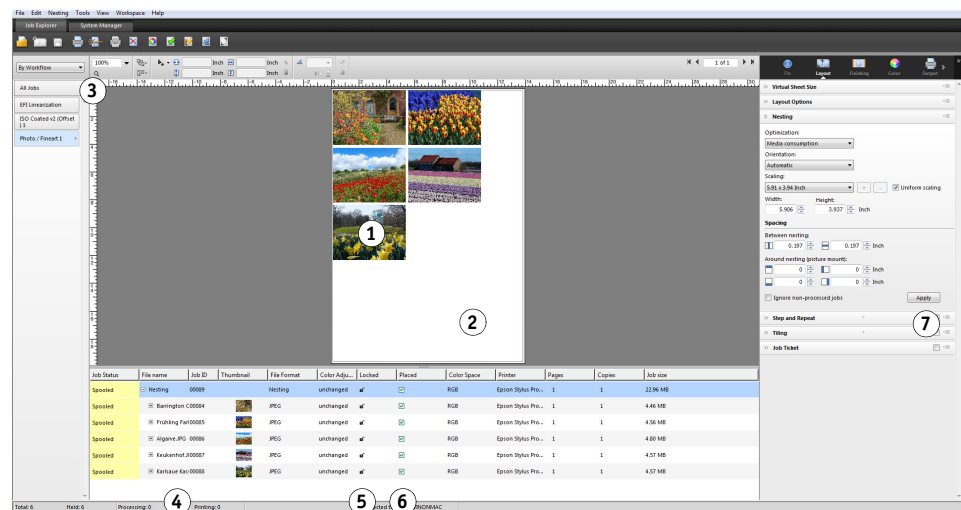 File Edit Nesting Tools View Workspace Help
Job Explorer System Manager
By Workflow
100%
Inch Inch
Inch Inch
1 of 1
Layout Finishing Color Output
All Jobs
EFI Linearization
ISO Coated v2 (Offset
) 1
Photo / Fineart 1
3
1
2
Virtual Sheet Size
Layout Options
Nesting
Optimization:
Media consumption
Orientation:
Automatic
Scaling:
5.91 x 3.94 Inch Uniform scaling
Width: Height:
5.906 3.937 Inch
Spacing
Between nesting:
0.197 0.197 Inch
Around nesting (picture mount):
0 0 Inch
0 0 Inch
Ignore non-processed jobs Apply
Step and Repeat
7
Tiling
Job Ticket
Job Status File name Job ID Thumbnail File Format Color Adju... Locked Placed Color Space Printer Pages Copies Job size
Spooled Nesting 00089 Nesting unchanged RGB Epson Stylus Pro... 1 1 22.96 MB
Spooled Barrington C 00084 JPEG unchanged RGB Epson Stylus Pro... 1 1 4.46 MB
Spooled Frühling Par 00085 JPEG unchanged RGB Epson Stylus Pro... 1 1 4.56 MB
Spooled Algarve.JPG 00086 JPEG unchanged RGB Epson Stylus Pro... 1 1 4.80 MB
Spooled Keukenhof.J 00087 JPEG unchanged RGB Epson Stylus Pro... 1 1 4.57 MB
Spooled Karlsaue Kas 00088 JPEG unchanged RGB Epson Stylus Pro... 1 1 4.57 MB
4 5 6
Total: 6 Held: 6 Processing: 0 Printing: 0